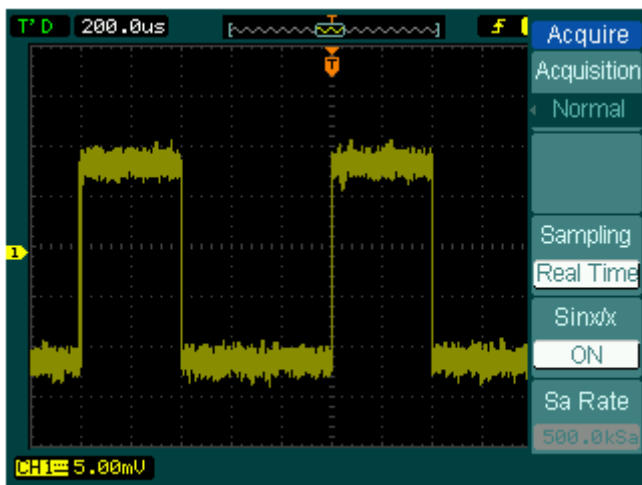 T'D 200.0us
T
T
Acquire
Acquisition
Normal
1
Sampling
Real Time
Sinx/x
ON
Sa Rate
500.0kSa
CH1 5.00mV